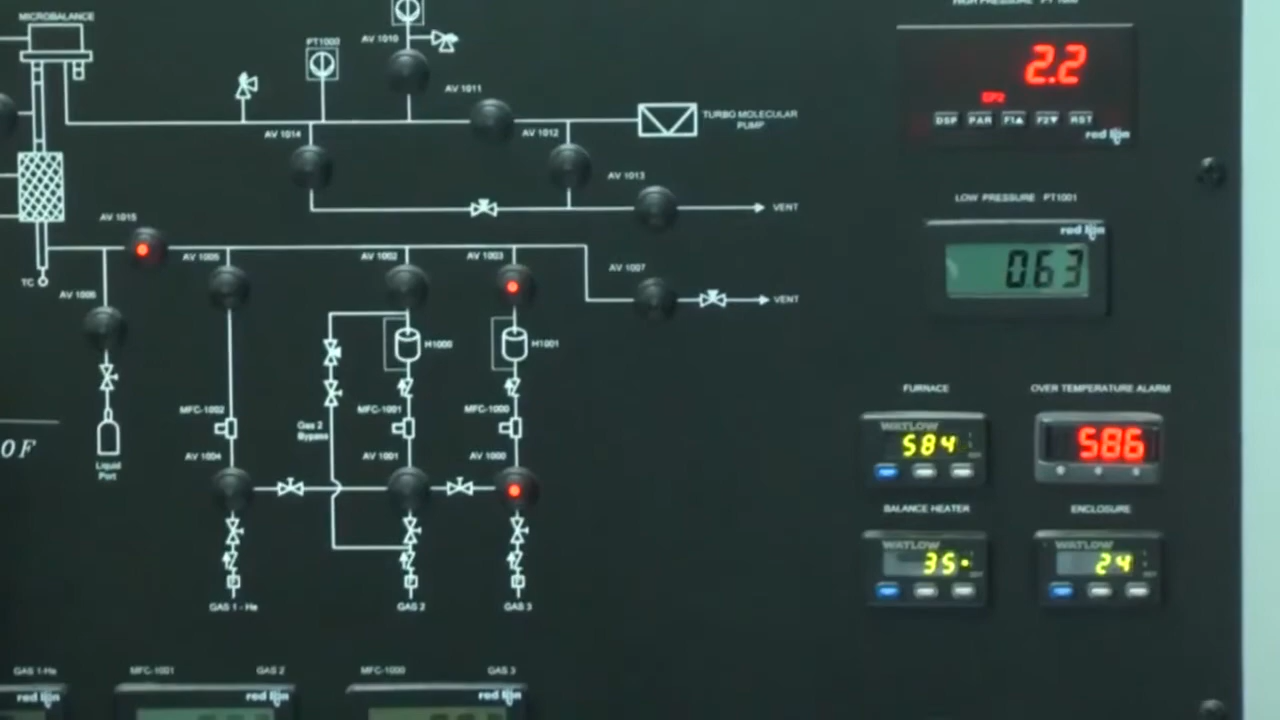 MICROBALANCE
HIGH PRESSURE PT1000
AV 1010
PT1000
2.2
SP2
DSP PAR F1▲ F2▼ RST
red lion
AV 1011
AV 1014
AV 1012
TURBO MOLECULAR
PUMP
AV 1013
VENT
LOW PRESSURE PT1001
red lion
063
AV 1015
AV 1005
AV 1002
AV 1003
AV 1007
VENT
TC
AV 1006
H1000
H1001
MFC-1002
MFC-1001
MFC-1000
Gas 2
Bypass
OF
AV 1004
AV 1001
AV 1000
Liquid
Port
FURNACE
OVER TEMPERATURE ALARM
WATLOW
584
586
BALANCE HEATER
ENCLOSURE
WATLOW
35
WATLOW
24
GAS 1 - He
GAS 2
GAS 3
GAS 1-He
MFC-1001
GAS 2
MFC-1000
GAS 3
red lion
red lion
red lion